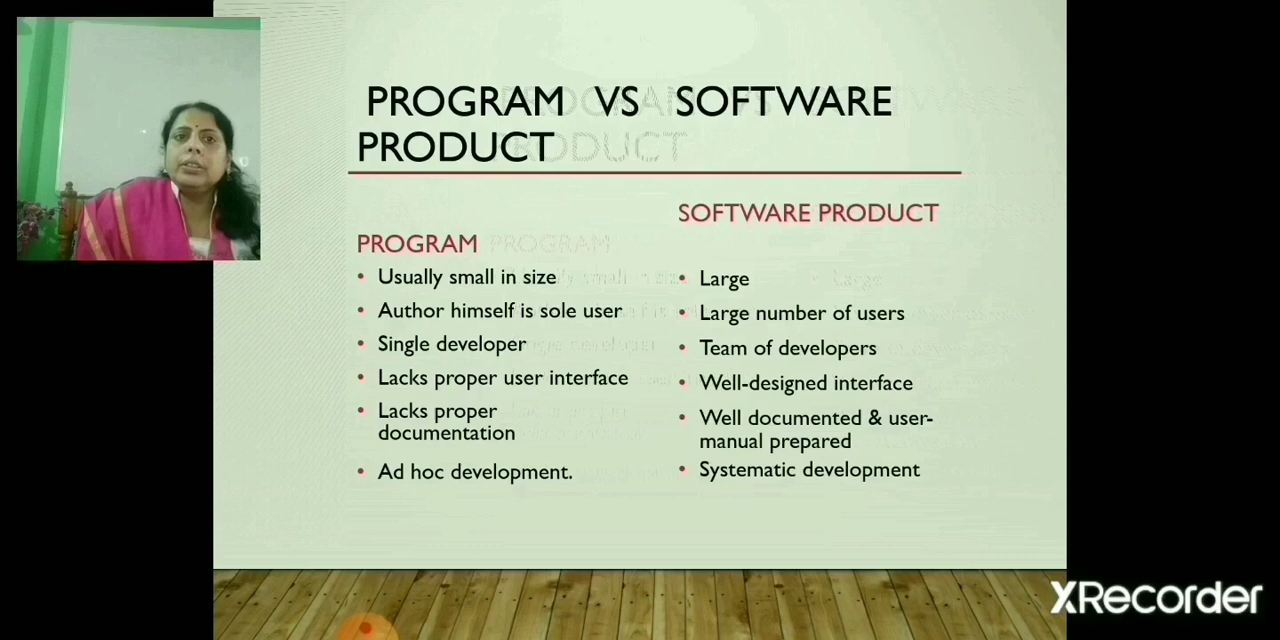 PROGRAM VS SOFTWARE
PRODUCT
PROGRAM
• Usually small in size
• Author himself is sole user
• Single developer
• Lacks proper user interface
• Lacks proper
documentation
• Ad hoc development.
SOFTWARE PRODUCT
• Large
• Large number of users
• Team of developers
• Well-designed interface
• Well documented & user-
manual prepared
• Systematic development
XRecorder